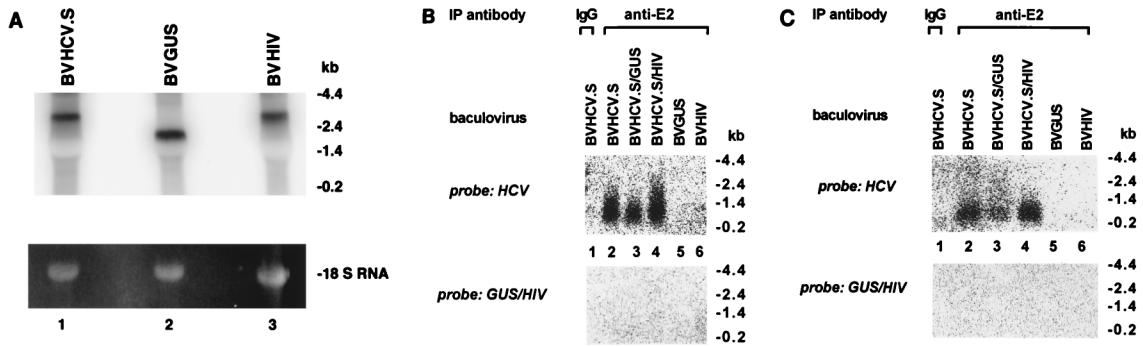 A
BVHCV.S
BVGUS
BVHIV
kb
-4.4
-2.4
-1.4
-0.2
-18 S RNA
1 2 3
B
IP antibody
IgG
anti-E2
baculovirus
BVHCV.S
BVHCV.S
BVHCV.S/GUS
BVHCV.S/HIV
BVGUS
BVHIV
kb
probe: HCV
-4.4
-2.4
-1.4
-0.2
1 2 3 4 5 6
probe: GUS/HIV
-4.4
-2.4
-1.4
-0.2
C
IP antibody
IgG
anti-E2
baculovirus
BVHCV.S
BVHCV.S
BVHCV.S/GUS
BVHCV.S/HIV
BVGUS
BVHIV
kb
probe: HCV
-4.4
-2.4
-1.4
-0.2
1 2 3 4 5 6
probe: GUS/HIV
-4.4
-2.4
-1.4
-0.2